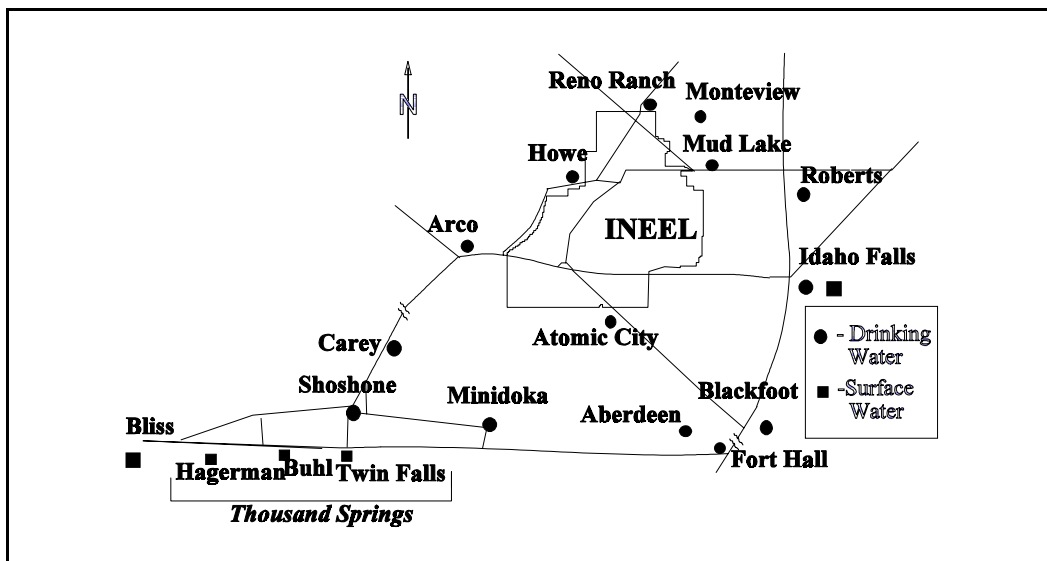 N
Reno Ranch
Monteview
Howe
Mud Lake
Roberts
Arco
INEEL
Idaho Falls
Atomic City
- Drinking
Water
Carey
Shoshone
Minidoka
Aberdeen
Blackfoot
-Surface
Water
Bliss
Hagerman
Buhl
Twin Falls
Fort Hall
Thousand Springs